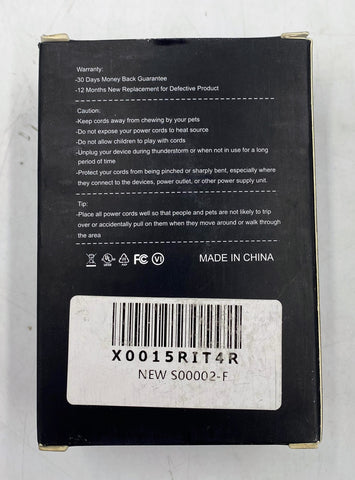 Warranty:
-30 Days Money Back Guarantee
-12 Months New Replacement for Defective Product
Caution:
-Keep cords away from chewing by your pets
-Do not expose your power cords to heat source
-Do not allow children to play with cords
-Unplug your device during thunderstorm or when not in use for a long
period of time
-Protect your cords from being pinched or sharply bent, especially where
they connect to the devices, power outlet, or other power supply unit.
Tip:
-Place all power cords well so that people and pets are not likely to trip
over or accidentally pull on them when they move around or walk through
the area
FC VI MADE IN CHINA
X0015RIT4R
NEW S00002-F